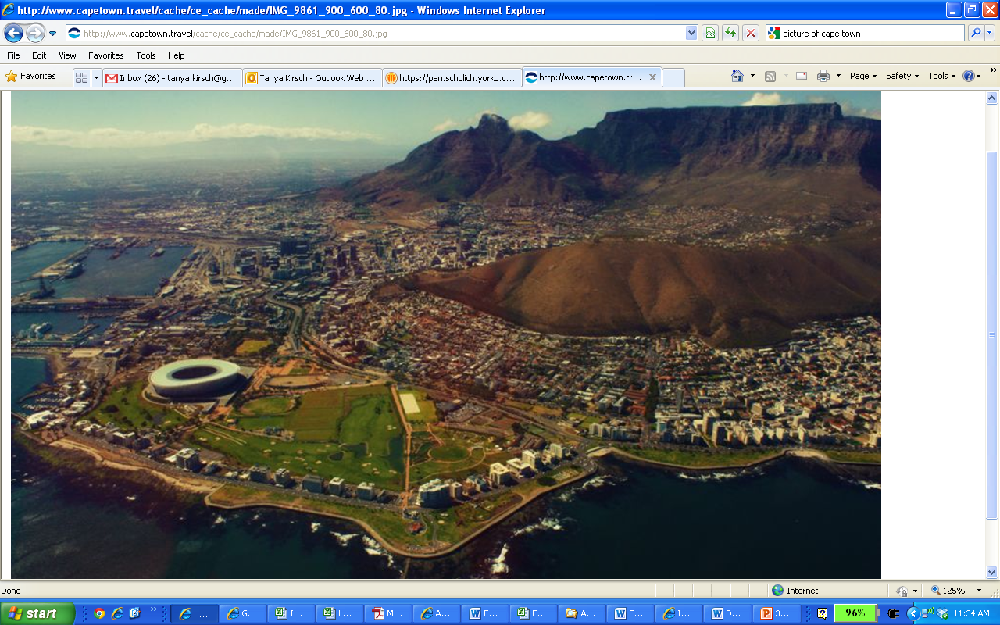 http://www.capetown.travel/cache/ce_cache/made/IMG_9861_900_600_80.jpg - Windows Internet Explorer
http://www.capetown.travel/cache/ce_cache/made/IMG_9861_900_600_80.jpg
picture of cape town
File Edit View Favorites Tools Help
Favorites
Inbox (26) - tanya.kirsch@g...
Tanya Kirsch - Outlook Web ...
https://pan.schulich.yorku.c...
http://www.capetown.tr...
Page Safety Tools
Done
Internet
125%
start
h... G... I... L... M... A... E... F... A... F... I... D... 3...
96%
11:34 AM